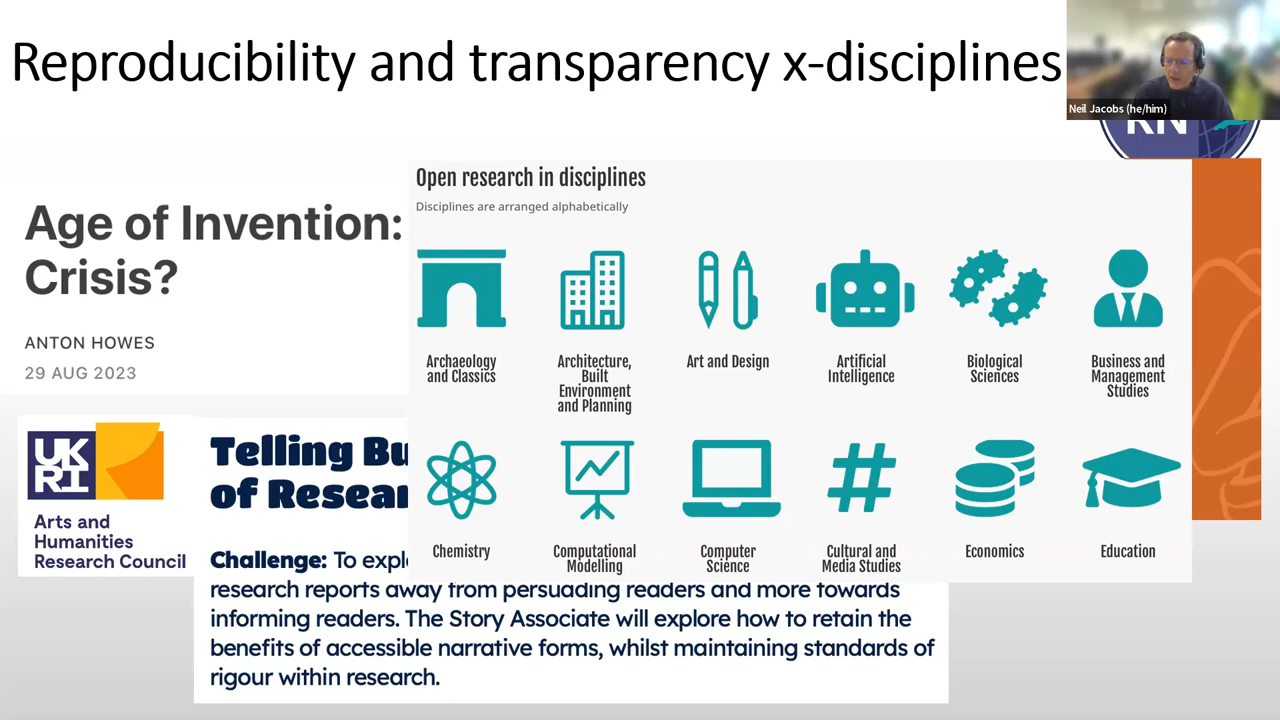 Reproducibility and transparency x-disciplines
Neil Jacobs (he/him)
RN
Age of Invention:
Crisis?
ANTON HOWES
29 AUG 2023
Open research in disciplines
Disciplines are arranged alphabetically
Archaeology
and Classics
Architecture,
Built
Environment
and Planning
Art and Design
Artificial
Intelligence
Biological
Sciences
Business and
Management
Studies
Chemistry
Computational
Modelling
Computer
Science
#
Cultural and
Media Studies
Economics
Education
UK
RI
Arts and
Humanities
Research Council
Telling Bu
of Resear
Challenge: To expl
research reports away from persuading readers and more towards
informing readers. The Story Associate will explore how to retain the
benefits of accessible narrative forms, whilst maintaining standards of
rigour within research.